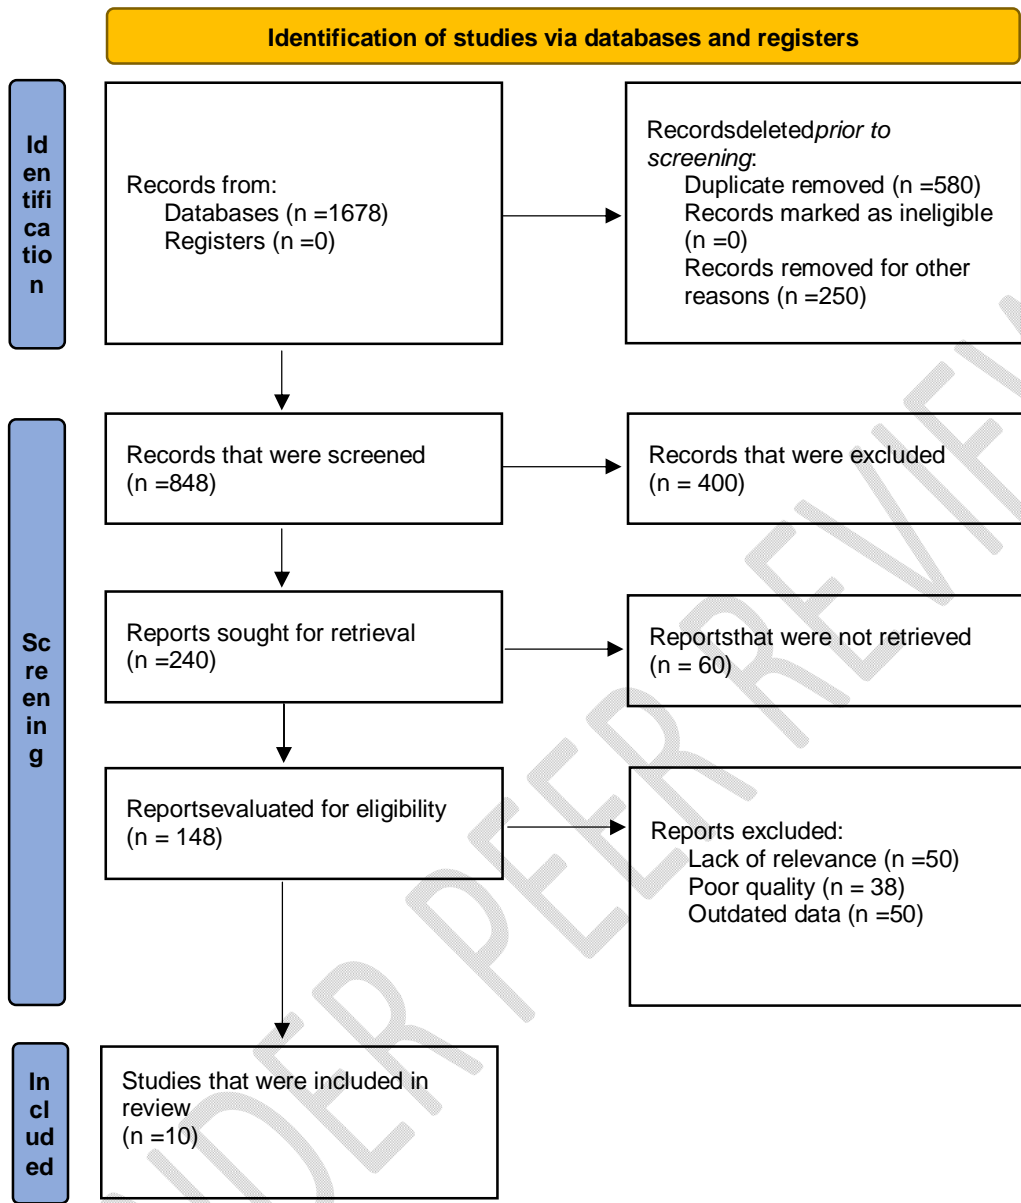 Identification of studies via databases and registers
Id
en
tifi
ca
tio
n
Records from:
Databases (n =1678)
Registers (n =0)
Recordsdeletedprior to
screening:
Duplicate removed (n =580)
Records marked as ineligible
(n =0)
Records removed for other
reasons (n =250)
Sc
re
en
in
g
Records that were screened
(n =848)
Records that were excluded
(n = 400)
Reports sought for retrieval
(n =240)
Reportsthat were not retrieved
(n = 60)
Reportsevaluated for eligibility
(n = 148)
Reports excluded:
Lack of relevance (n =50)
Poor quality (n = 38)
Outdated data (n =50)
In
cl
ud
ed
Studies that were included in
review
(n =10)
NDER PEER REVIEW